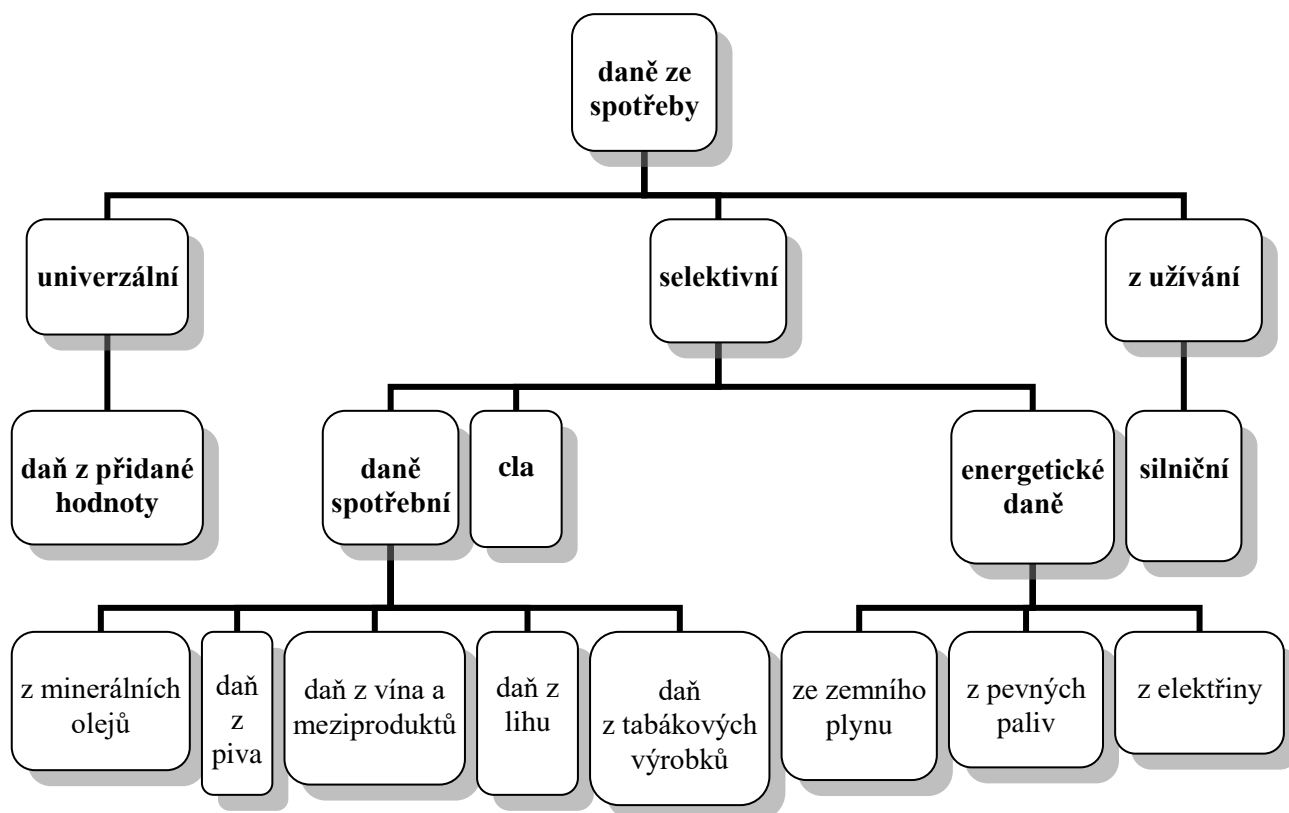 daně ze
spotřeby
univerzální
selektivní
z užívání
daň z přidané
hodnoty
daně
spotřební
cla
energetické
daně
silniční
z minerálních
olejů
daň
z
piva
daň z vína a
meziproduktů
daň z
lihu
daň
z tabákových
výrobků
ze zemního
plynu
z pevných
paliv
z elektřiny